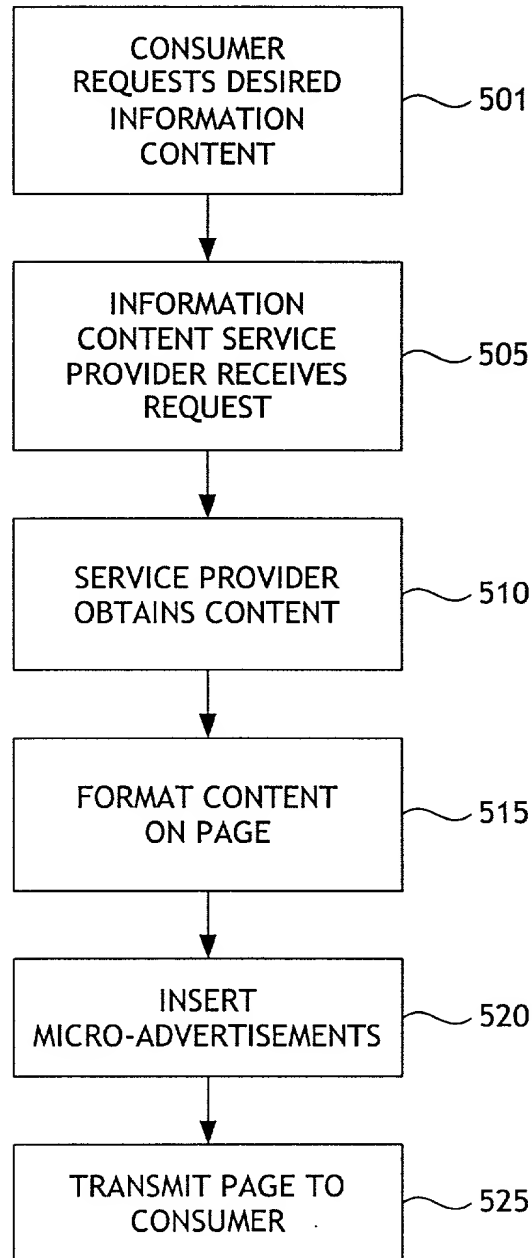 CONSUMER
REQUESTS DESIRED
INFORMATION
CONTENT
501
INFORMATION
CONTENT SERVICE
PROVIDER RECEIVES
REQUEST
505
SERVICE PROVIDER
OBTAINS CONTENT
510
FORMAT CONTENT
ON PAGE
515
INSERT
MICRO-ADVERTISEMENTS
520
TRANSMIT PAGE TO
CONSUMER
525